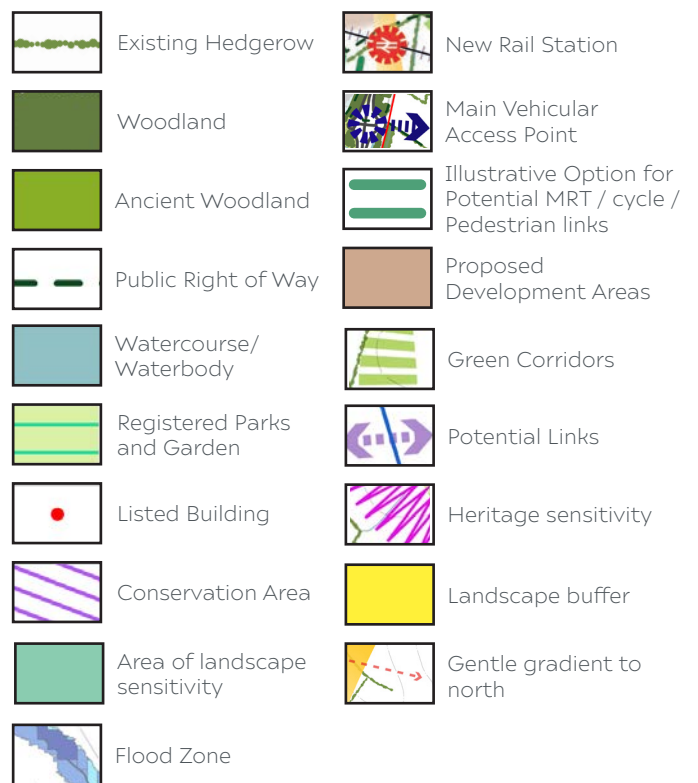 Existing Hedgerow
Woodland
Ancient Woodland
Public Right of Way
Watercourse/
Waterbody
Registered Parks
and Garden
Listed Building
Conservation Area
Area of landscape
sensitivity
Flood Zone
New Rail Station
Main Vehicular
Access Point
Illustrative Option for
Potential MRT / cycle /
Pedestrian links
Proposed
Development Areas
Green Corridors
Potential Links
Heritage sensitivity
Landscape buffer
Gentle gradient to
north